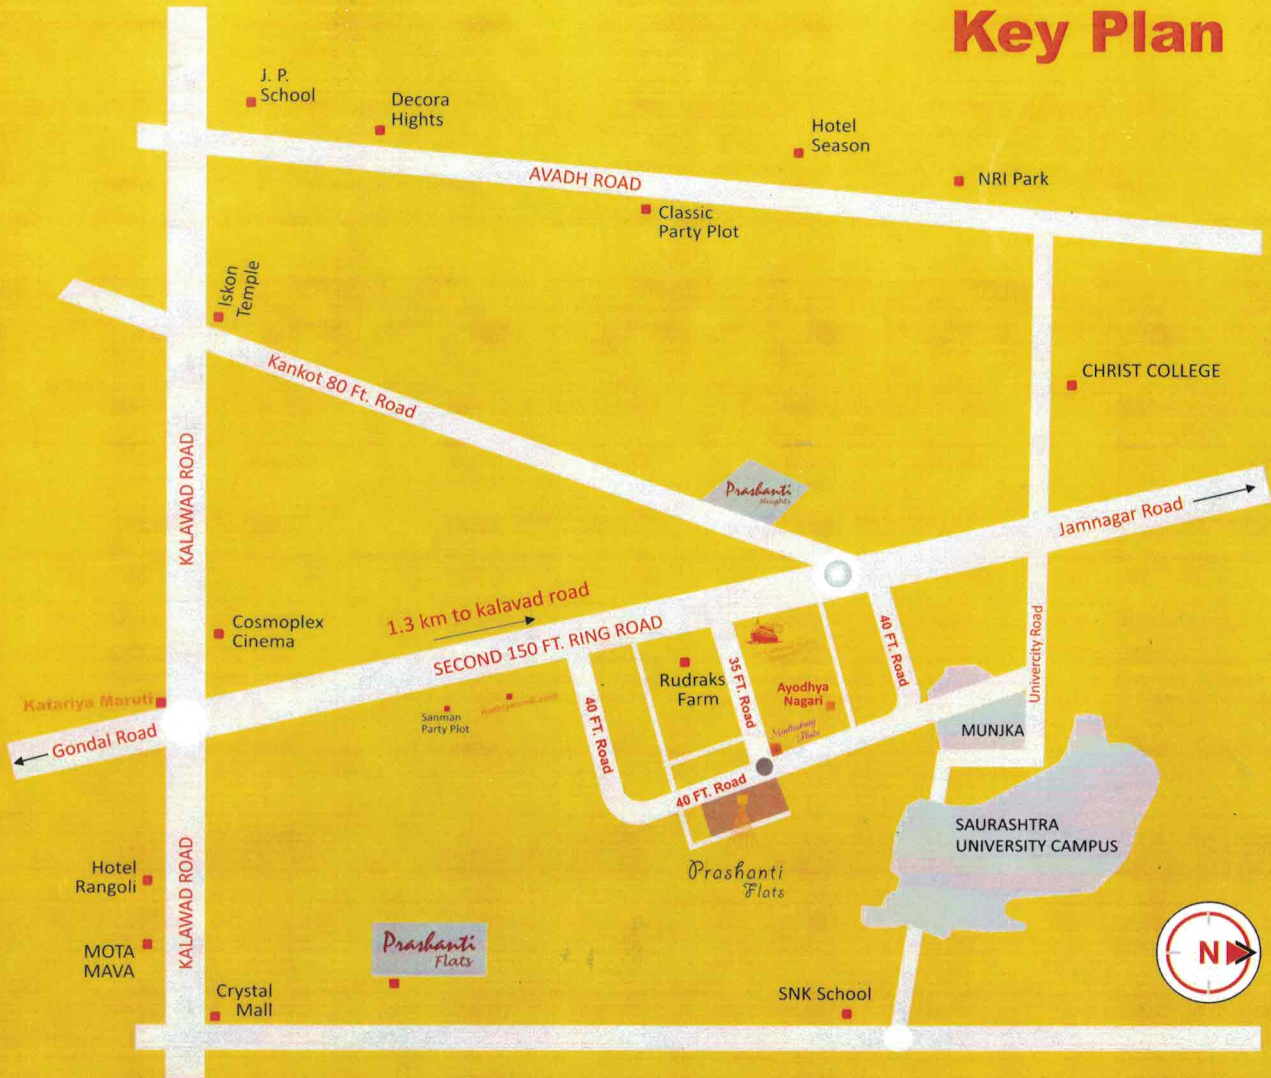 Key Plan
J. P.
School
Decora
Hights
Hotel
Season
AVADH ROAD
NRI Park
Classic
Party Plot
Iskon
Temple
Kankot 80 Ft. Road
CHRIST COLLEGE
KALAWAD ROAD
Prashanti
Heights
Jamnagar Road
1.3 km to kalavad road
Cosmoplex
Cinema
SECOND 150 FT. RING ROAD
40 FT. Road
Univercity Road
35 FT. Road
Rudraks
Farm
Ayodhya
Nagari
Katariya Maruti
Sanman
Party Plot
40 FT. Road
Gondal Road
Flats
MUNJKA
40 FT. Road
SAURASHTRA
UNIVERSITY CAMPUS
Prashanti
Flats
Hotel
Rangoli
KALAWAD ROAD
MOTA
MAVA
Prashanti
Flats
N
Crystal
Mall
SNK School